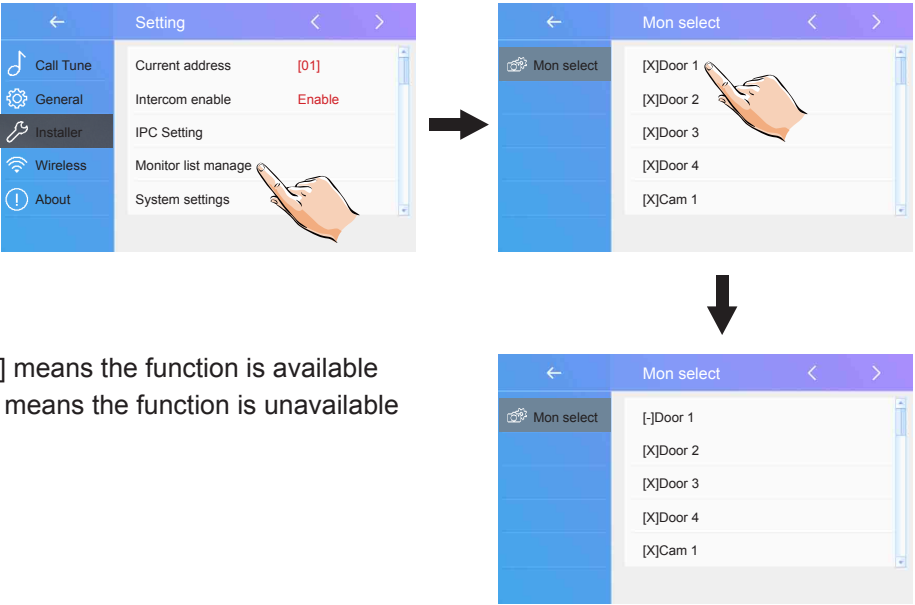 Setting
Call Tune
General
Installer
Wireless
About
Current address [01]
Intercom enable Enable
IPC Setting
Monitor list manage
System settings
Mon select
Mon select
[X]Door 1
[X]Door 2
[X]Door 3
[X]Door 4
[X]Cam 1
] means the function is available
means the function is unavailable
Mon select
Mon select
[-]Door 1
[X]Door 2
[X]Door 3
[X]Door 4
[X]Cam 1